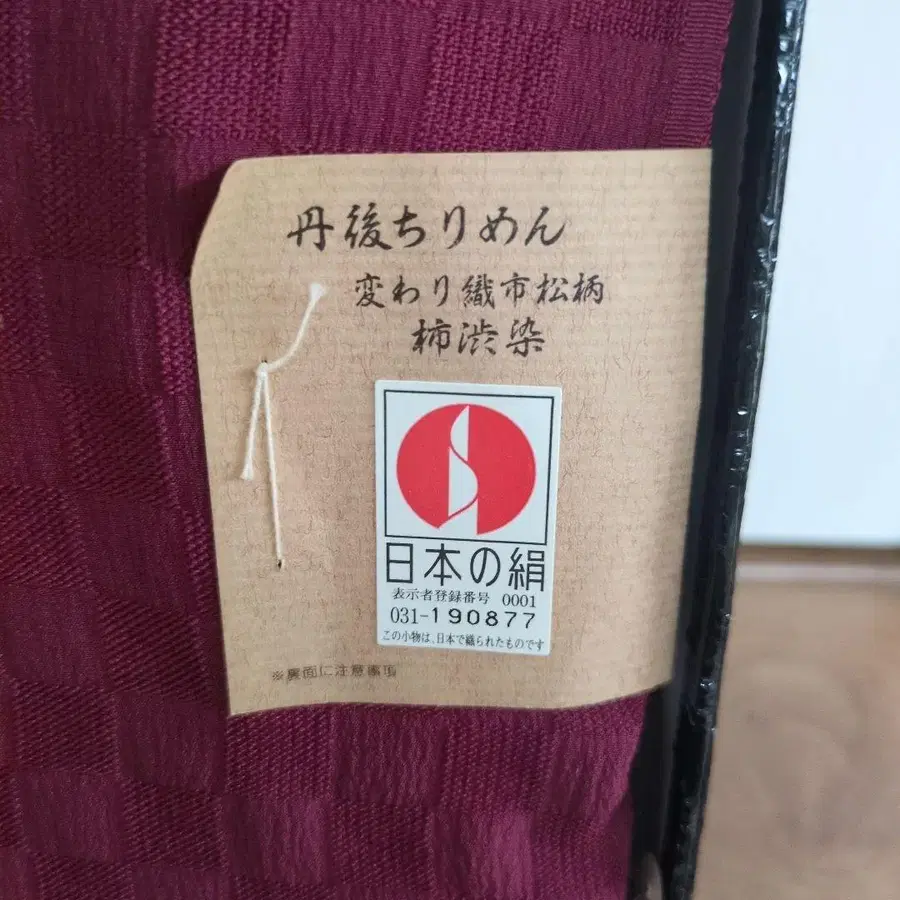 丹後ちりめん
変わり織市松柄
柿渋染
日本の絹
表示者登録番号 0001
031-190877
この小物は、日本で織られたものです
※裏面に注意事項